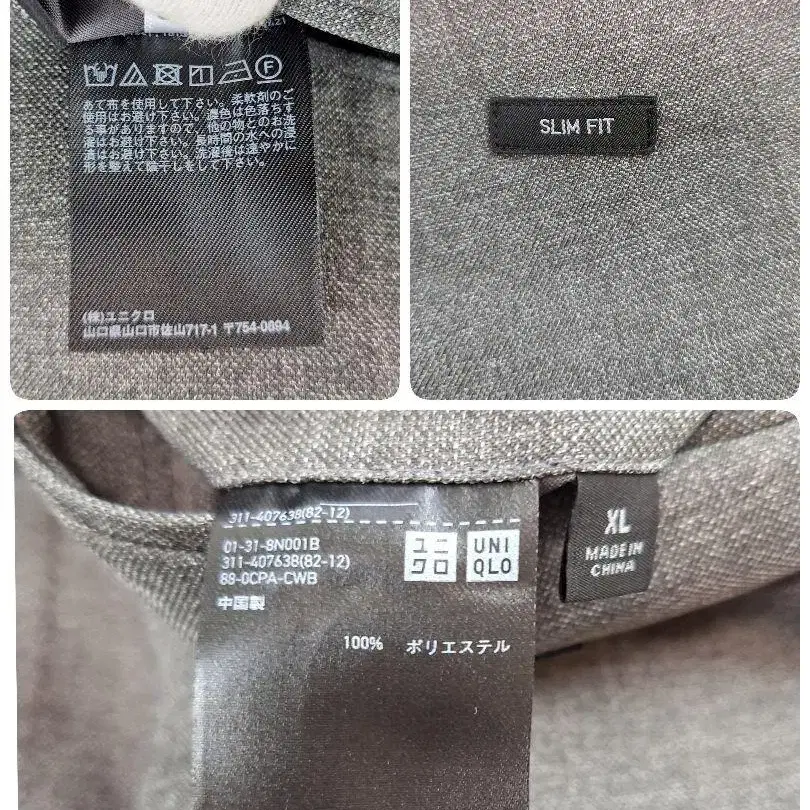 あて布を使用して下さい。柔軟剤のご
使用はお避け下さい。濃色は色落ちす
る事がありますので、他の物とのお洗
濯はお避け下さい。長時間の水への浸
漬はお避け下さい。洗濯後は速やかに
形を整えて陰干しをして下さい。
(株)ユニクロ
山口県山口市佐山717-1 〒754-0894
SLIM FIT
311-407638(82-12)
01-31-8N001B
311-407638(82-12)
88-0CPA-CWB
中国製
ユニ
クロ
UNI
QLO
100% ポリエステル
XL
MADE IN
CHINA